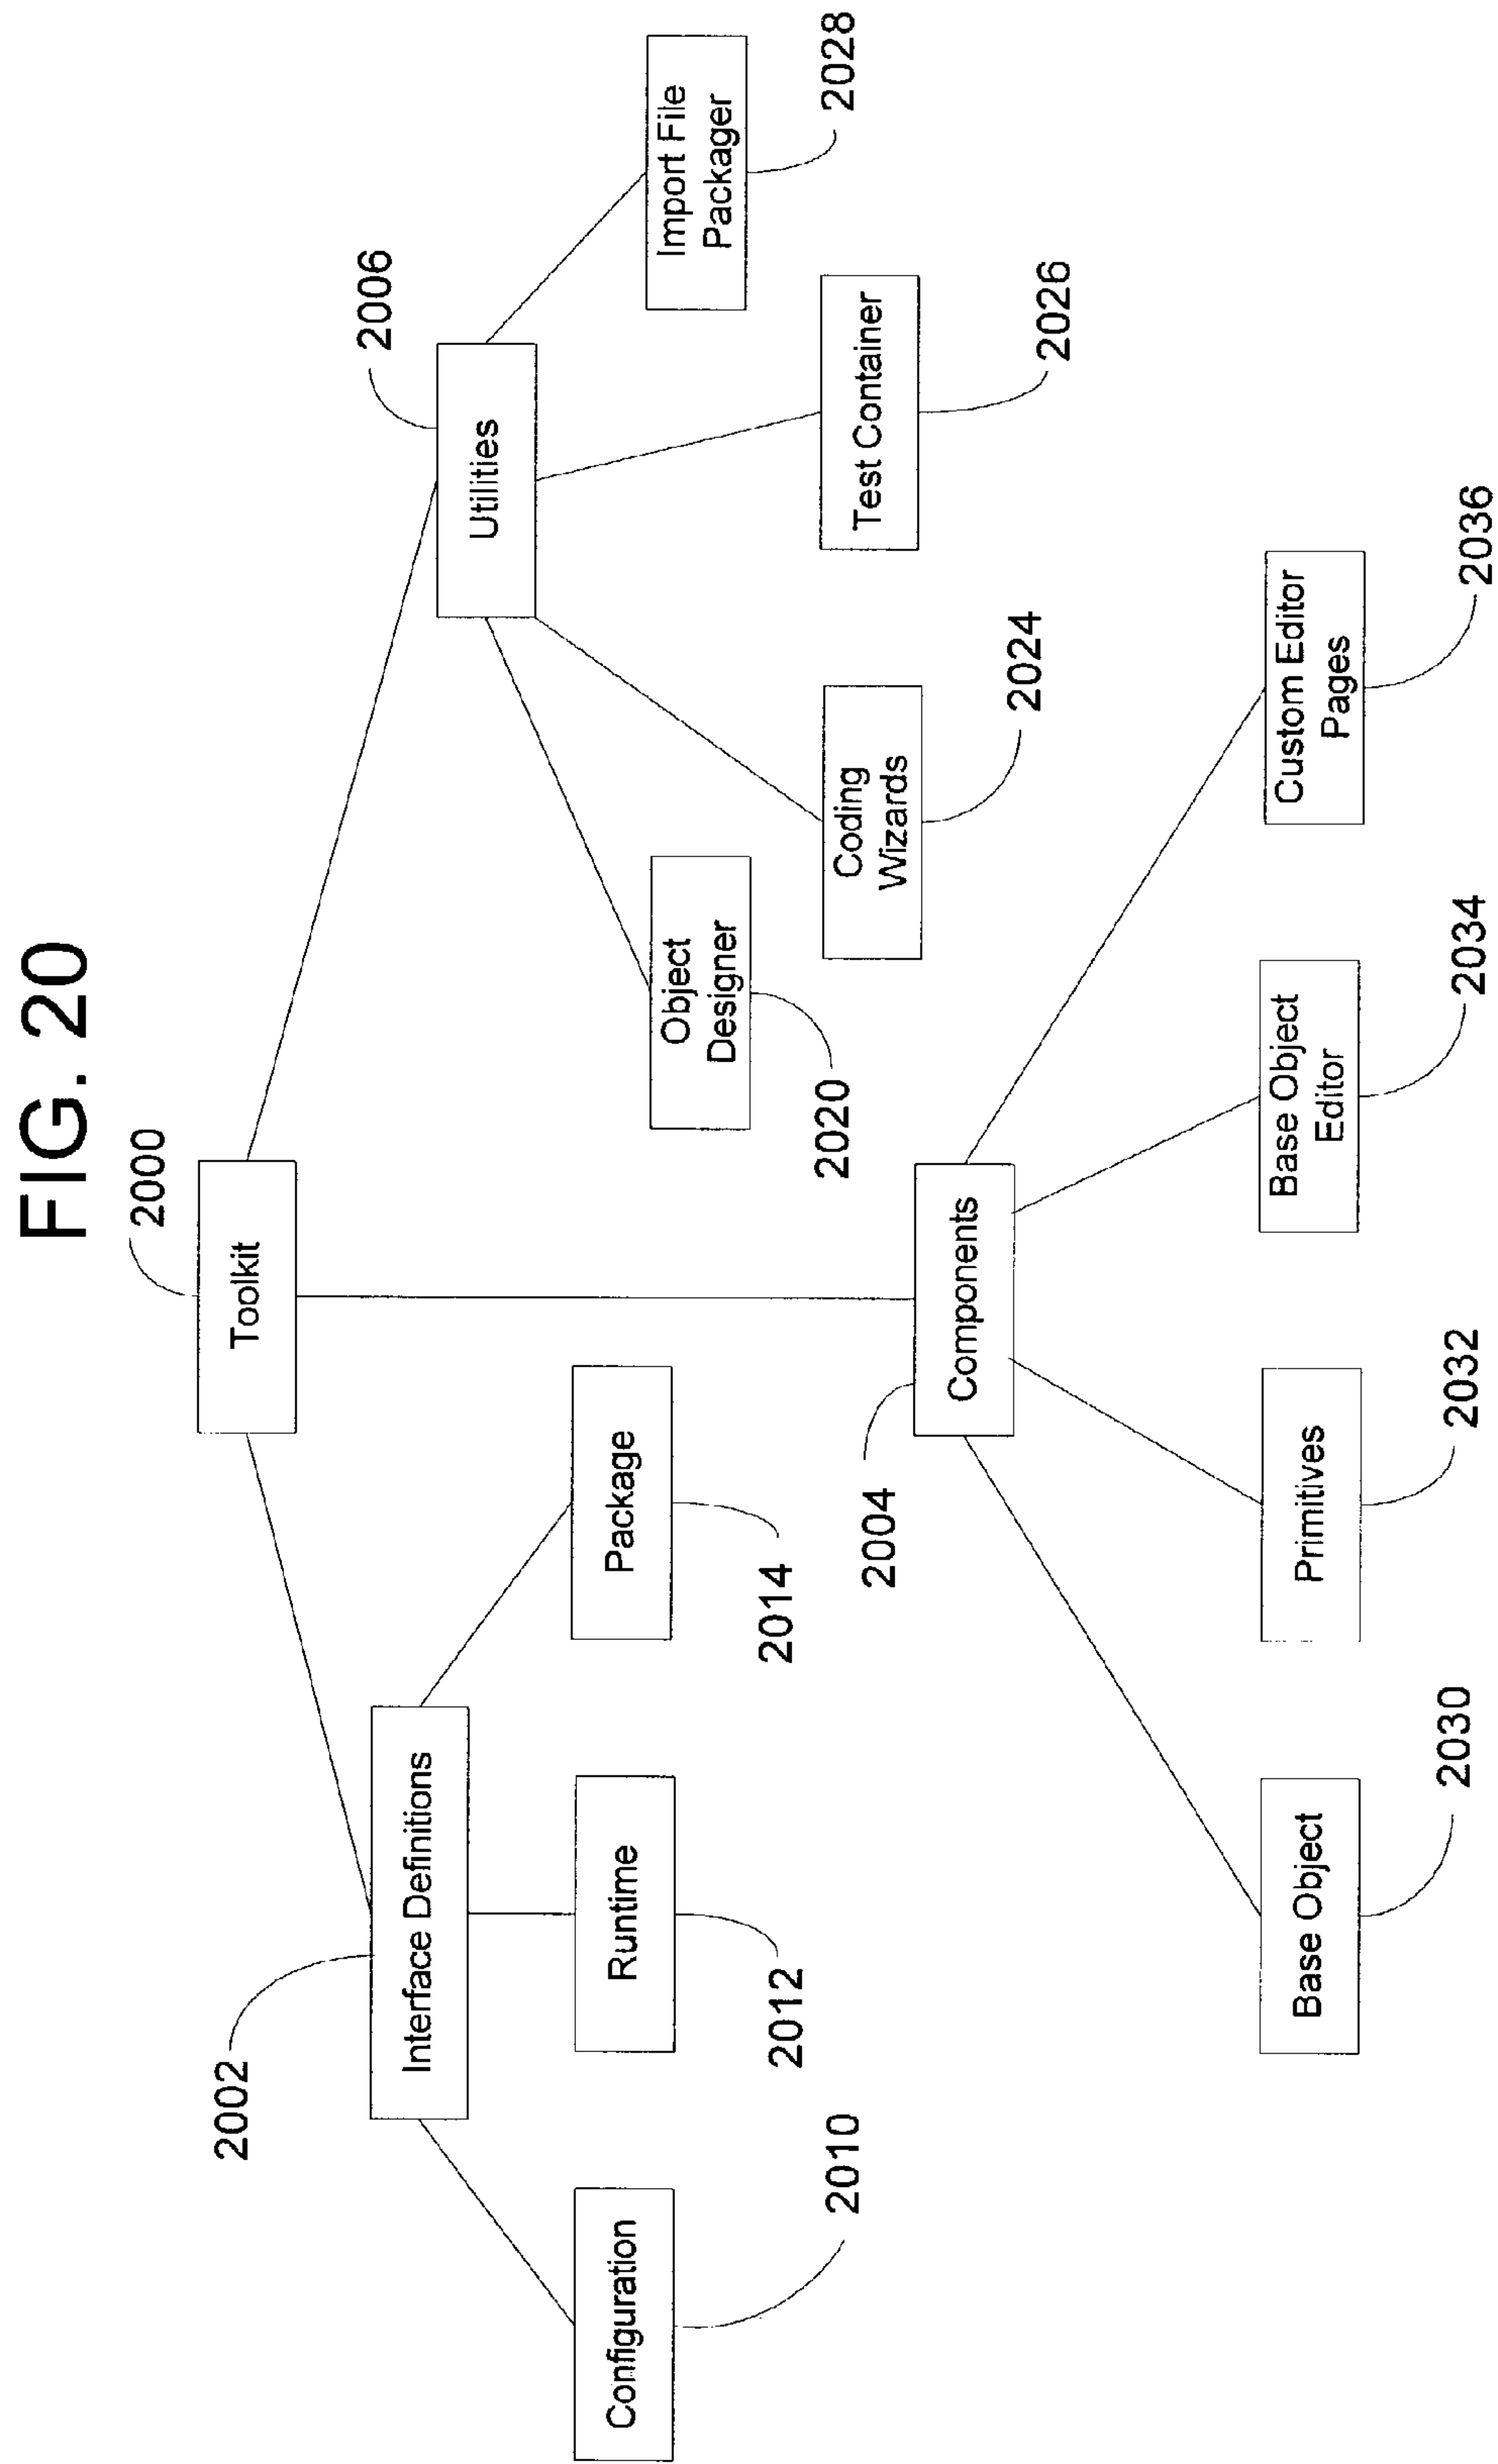 FIG. 20
2000
Toolkit
2002
Interface Definitions
2006
Utilities
Configuration
2010
Runtime
2012
Package
2014
Object
Designer
2020
Coding
Wizards
2024
Test Container
2026
Import File
Packager
2028
2004
Components
Base Object
2030
Primitives
2032
Base Object
Editor
2034
Custom Editor
Pages
2036